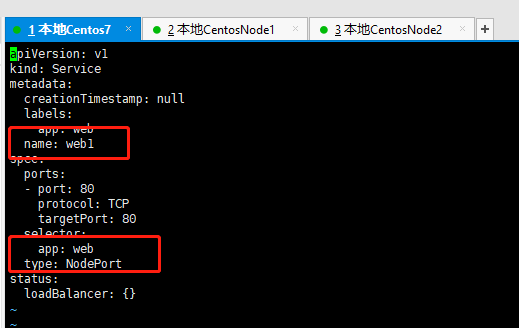 1 本地Centos7 2 本地CentosNode1 3 本地CentosNode2 +
apiVersion: v1
kind: Service
metadata:
  creationTimestamp: null
  labels:
    app: web
  name: web1
spec:
  ports:
  - port: 80
    protocol: TCP
    targetPort: 80
  selector:
    app: web
  type: NodePort
status:
  loadBalancer: {}
~
~